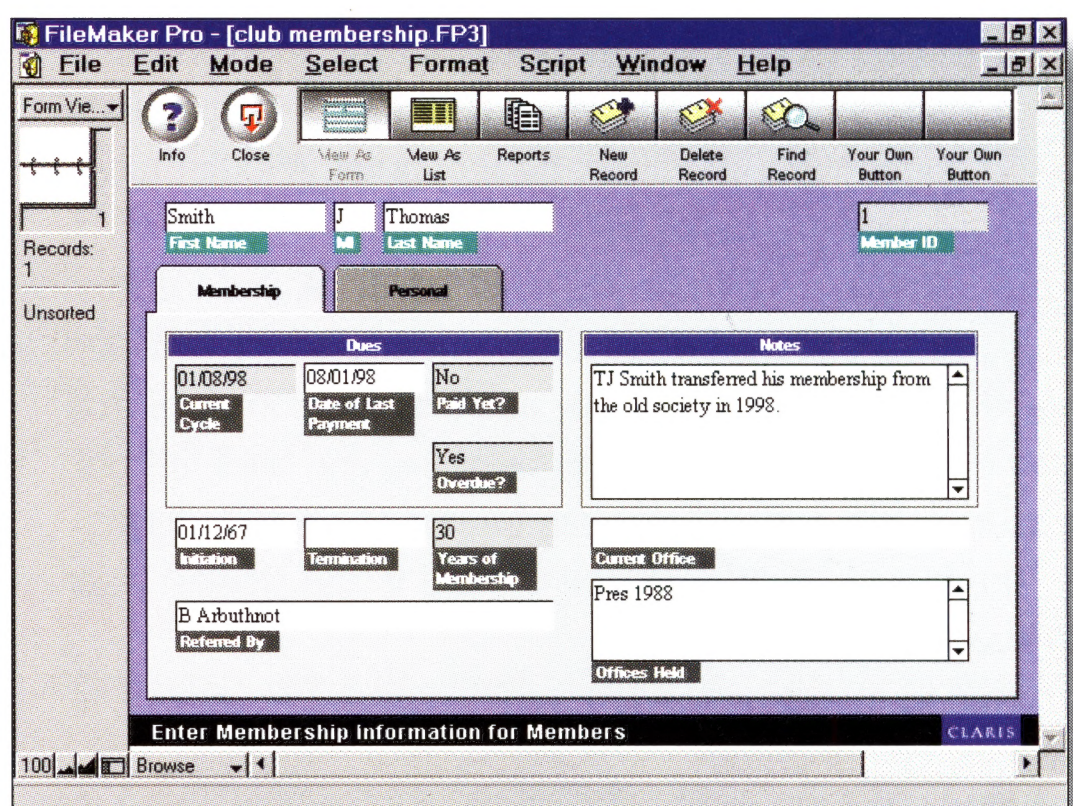 FileMaker Pro - [club membership.FP3]
File Edit Mode Select Format Script Window Help
Form Vie...
Info Close View As Form View As List Reports New Record Delete Record Find Record Your Own Button Your Own Button
1
Records:
1
Unsorted
Smith J Thomas 1
First Name MI Last Name Member ID
Membership Personal
Dues
01/08/98 08/01/98 No
Current Cycle Date of Last Payment Paid Yet?
Yes
Overdue?
01/12/67 30
Initiation Termination Years of Membership
B Arbuthnot
Referred By
Notes
TJ Smith transferred his membership from
the old society in 1998.
Current Office
Pres 1988
Offices Held
Enter Membership Information for Members CLARIS
100 Browse